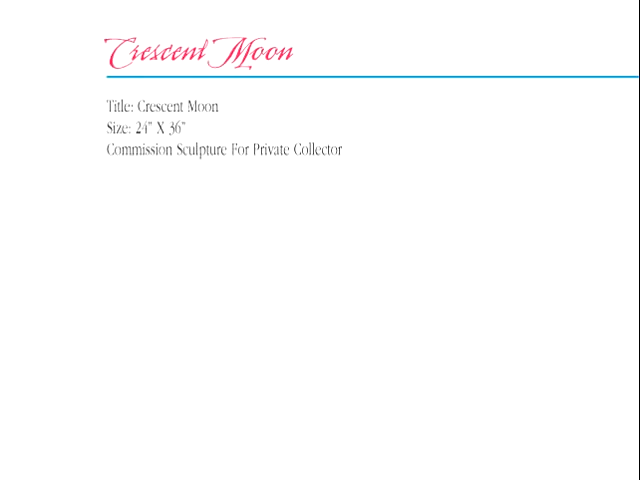 Crescent Moon
Title: Crescent Moon
Size: 24" X 36"
Commission Sculpture For Private Collector